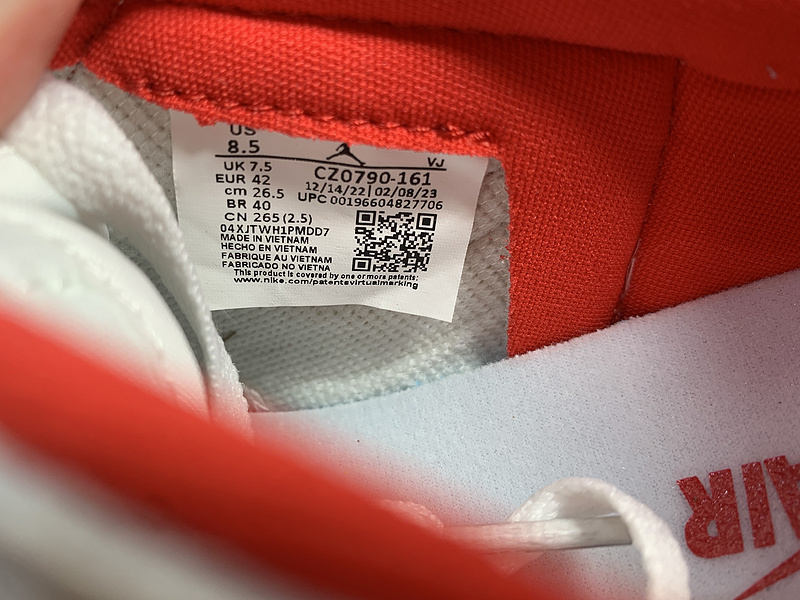 US
8.5
VJ
UK 7.5
CZ0790-161
EUR 42
12/14/22 | 02/08/23
cm 26.5
UPC 00196604827706
BR 40
CN 265 (2.5)
04XJTWH1PMDD7
MADE IN VIETNAM
HECHO EN VIETNAM
FABRIQUE AU VIETNAM
FABRICADO NO VIETNA
This product is covered by one or more patents:
www.nike.com/patentsvirtualmarking
AIR